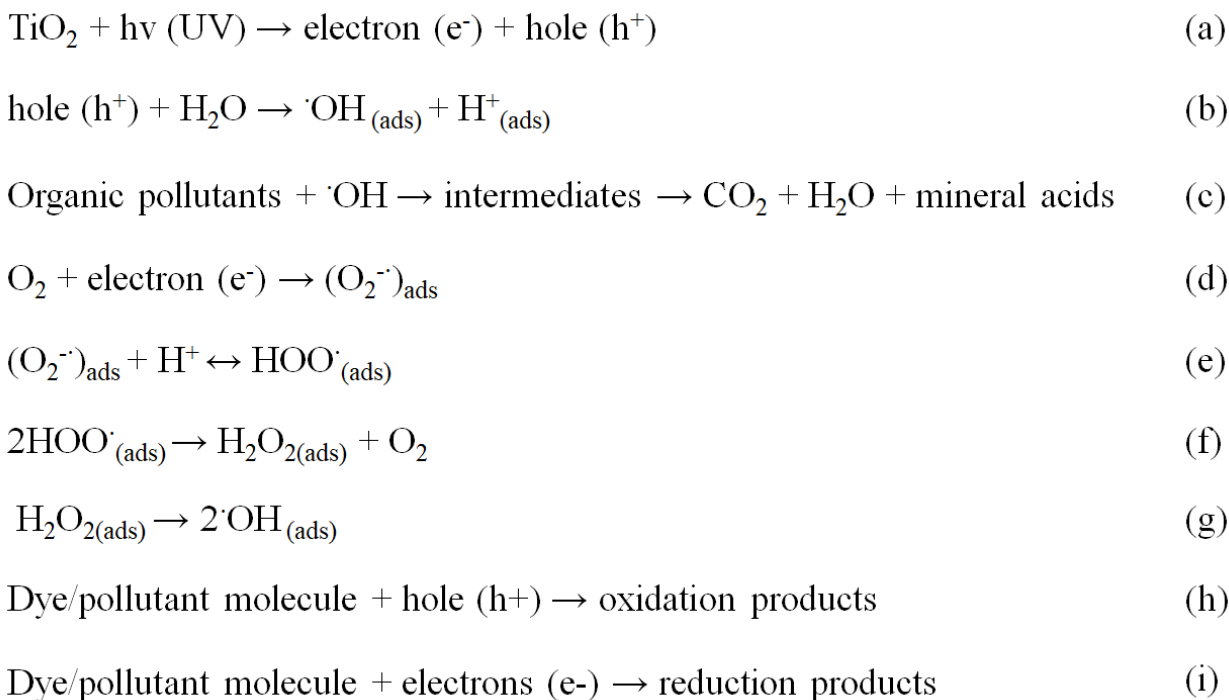 TiO₂ + hv (UV) → electron (e⁻) + hole (h⁺) (a)
hole (h⁺) + H₂O → ˙OH (ads) + H⁺(ads) (b)
Organic pollutants + ˙OH → intermediates → CO₂ + H₂O + mineral acids (c)
O₂ + electron (e⁻) → (O₂⁻˙)ads (d)
(O₂⁻˙)ads + H⁺ ↔ HOO˙(ads) (e)
2HOO˙(ads) → H₂O₂(ads) + O₂ (f)
H₂O₂(ads) → 2˙OH (ads) (g)
Dye/pollutant molecule + hole (h+) → oxidation products (h)
Dye/pollutant molecule + electrons (e-) → reduction products (i)